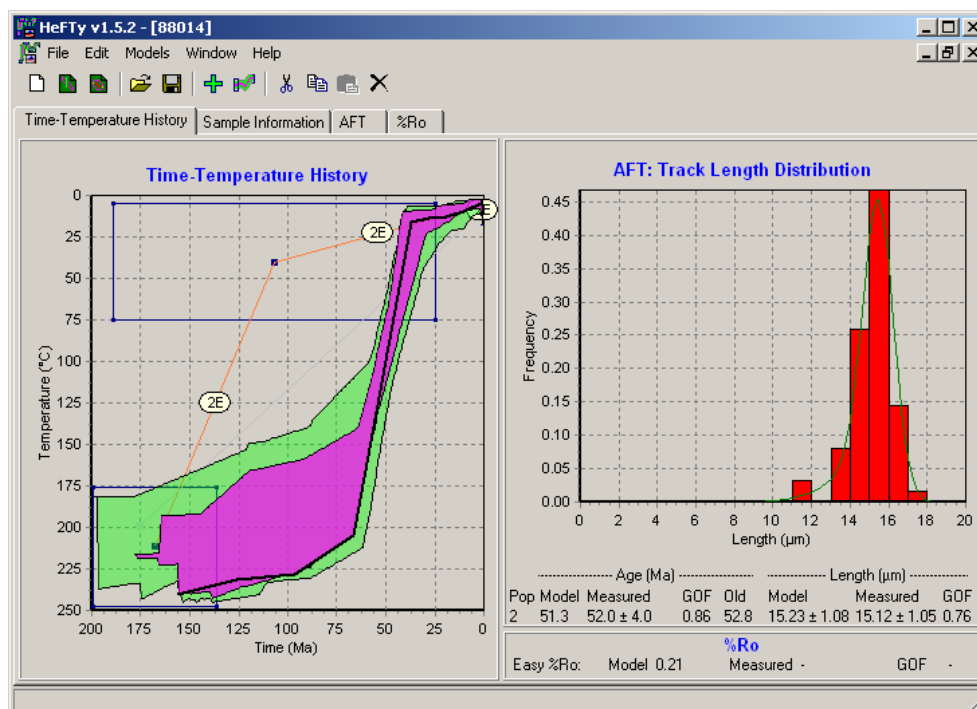 HeFTy v1.5.2 - [88014]
File Edit Models Window Help
Time-Temperature History Sample Information AFT %Ro
Time-Temperature History
Temperature (°C)
0
25
50
75
100
125
150
175
200
225
250
2E
2E
200 175 150 125 100 75 50 25 0
Time (Ma)
AFT: Track Length Distribution
Frequency
0.45
0.40
0.35
0.30
0.25
0.20
0.15
0.10
0.05
0.00
0 2 4 6 8 10 12 14 16 18 20
Length (µm)
Age (Ma) Length (µm)
Pop Model Measured GOF Old Model Measured GOF
2 51.3 52.0 ± 4.0 0.86 52.8 15.23 ± 1.08 15.12 ± 1.05 0.76
%Ro
Easy %Ro: Model 0.21 Measured - GOF -